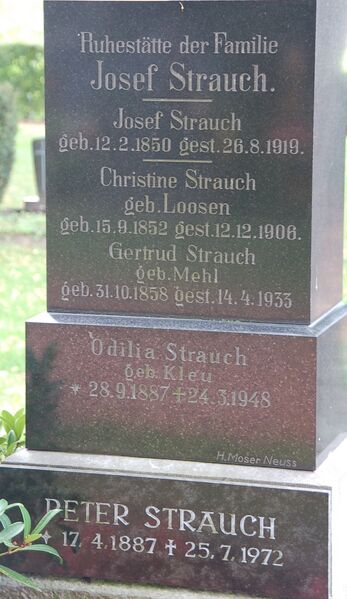 Ruhestätte der Familie
Josef Strauch.
Josef Strauch
geb. 12.2.1850 gest. 26.8.1919.
Christine Strauch
geb. Loosen
geb. 15.9.1852 gest. 12.12.1906.
Gertrud Strauch
geb. Mehl
geb. 31.10.1858 gest. 14.4.1933
Odilia Strauch
geb. Kleu
* 28.9.1887 † 24.3.1948
H. Moser Neuss
PETER STRAUCH
* 17. 4. 1887 † 25. 7. 1972